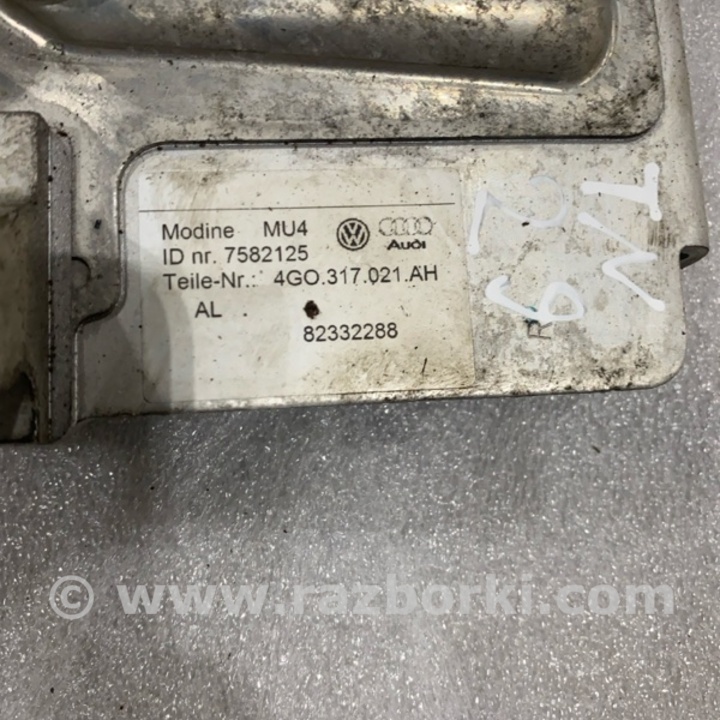 Modine MU4
Audi
ID nr. 7582125
Teile-Nr.: 4GO.317.021.AH
AL .
82332288
© www.razborki.com